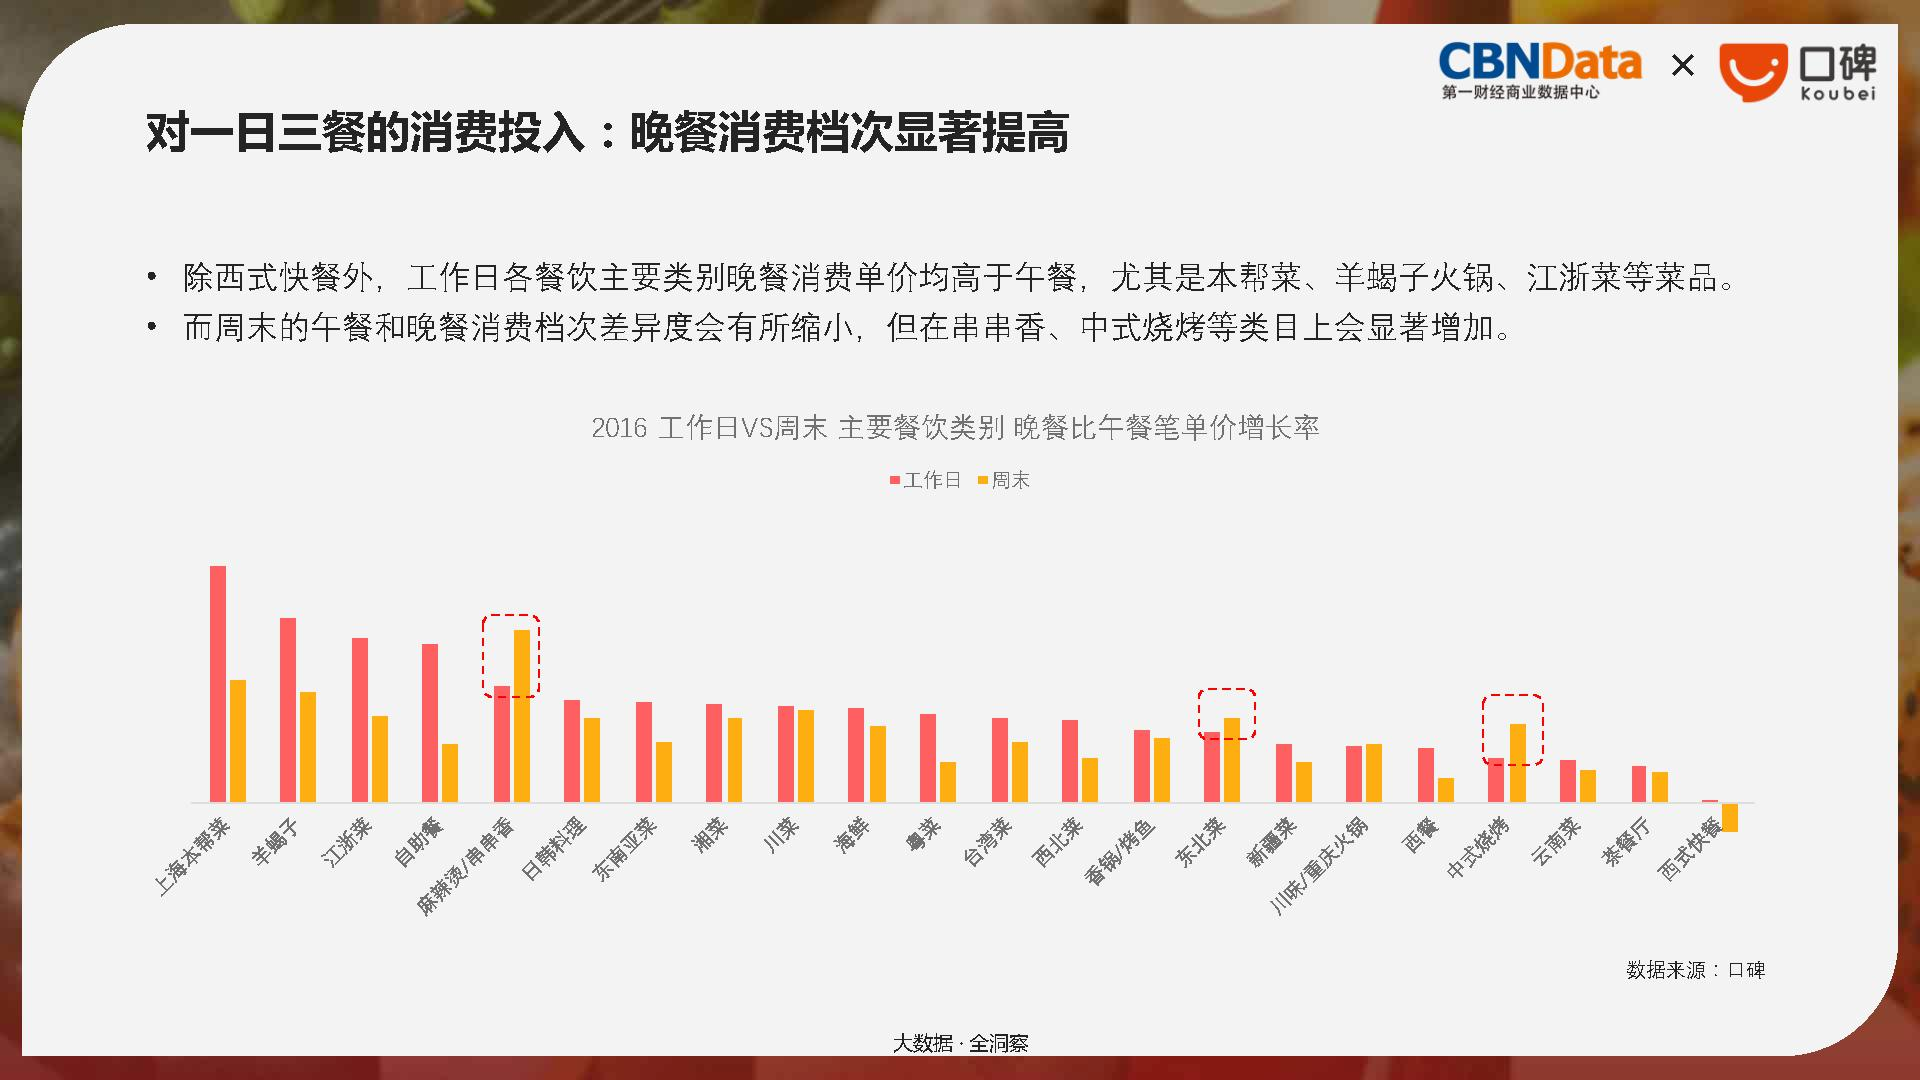 CBNData × 口碑
第一财经商业数据中心 Koubei
对一日三餐的消费投入：晚餐消费档次显著提高
• 除西式快餐外，工作日各餐饮主要类别晚餐消费单价均高于午餐，尤其是本帮菜、羊蝎子火锅、江浙菜等菜品。
• 而周末的午餐和晚餐消费档次差异度会有所缩小，但在串串香、中式烧烤等类目上会显著增加。
2016 工作日VS周末 主要餐饮类别 晚餐比午餐笔单价增长率
工作日 周末
上海本帮菜
羊蝎子
江浙菜
自助餐
麻辣烫/串串香
日韩料理
东南亚菜
湘菜
川菜
海鲜
粤菜
台湾菜
西北菜
香锅/烤鱼
东北菜
新疆菜
川味/重庆火锅
西餐
中式烧烤
云南菜
茶餐厅
西式快餐
数据来源：口碑
大数据·全洞察